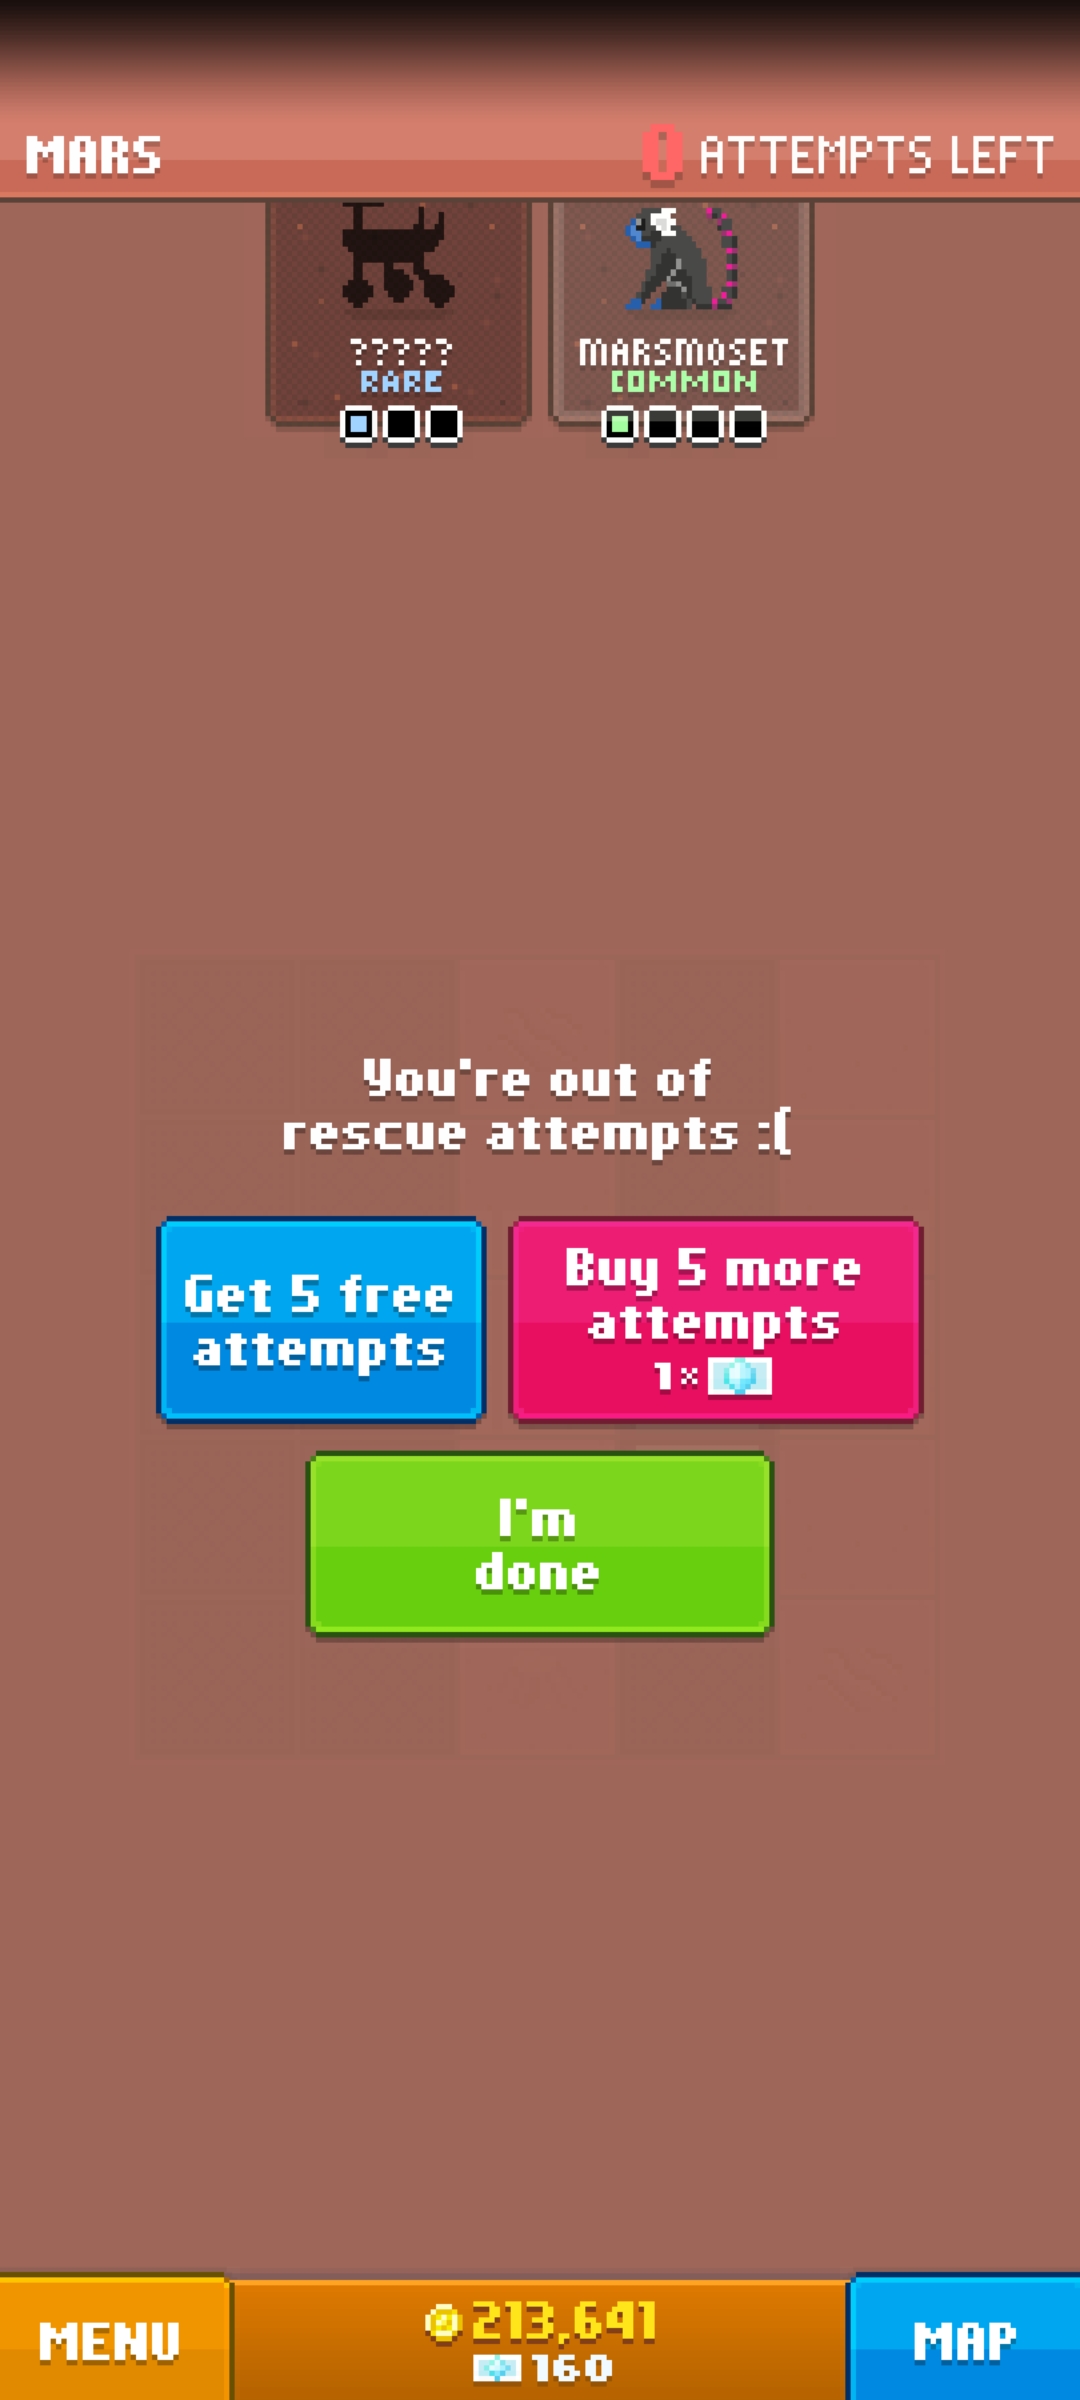 MARS
0 ATTEMPTS LEFT
?????
RARE
MARSMOSET
COMMON
You're out of
rescue attempts :(
Get 5 free
attempts
Buy 5 more
attempts
1×
I'm
done
MENU
213,641
160
MAP